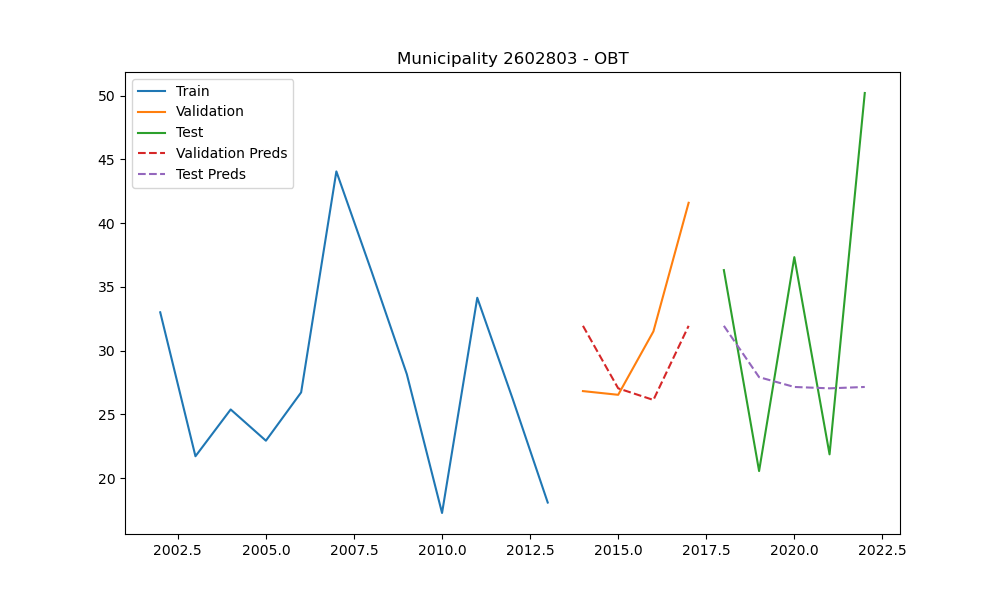 Municipality 2602803 - OBT
Train
Validation
Test
Validation Preds
Test Preds
50
45
40
35
30
25
20
2002.5 2005.0 2007.5 2010.0 2012.5 2015.0 2017.5 2020.0 2022.5